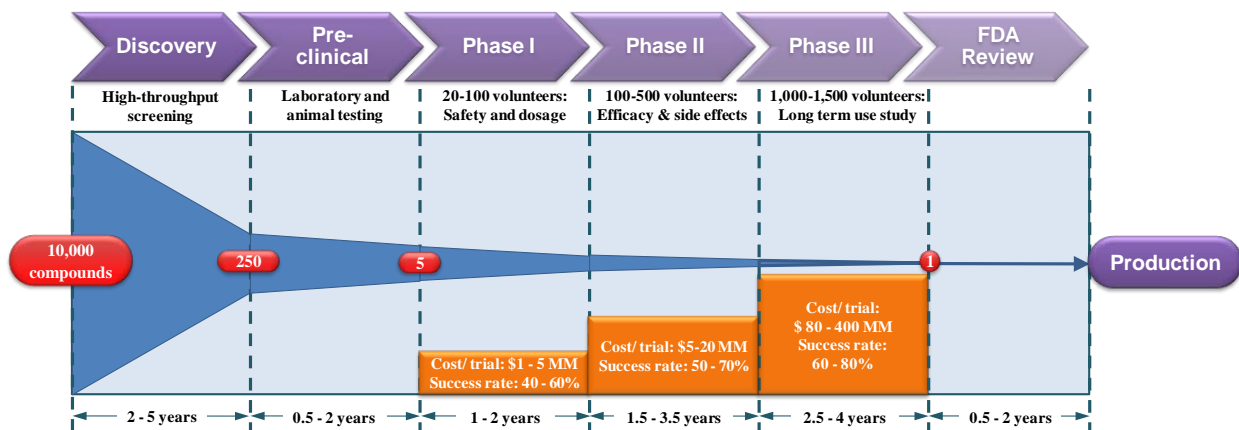 Discovery
Pre-
clinical
Phase I
Phase II
Phase III
FDA
Review
High-throughput
screening
Laboratory and
animal testing
20-100 volunteers:
Safety and dosage
100-500 volunteers:
Efficacy & side effects
1,000-1,500 volunteers:
Long term use study
10,000
compounds
250
5
1
Production
Cost/ trial: $1 - 5 MM
Success rate: 40 - 60%
Cost/ trial: $5-20 MM
Success rate: 50 - 70%
Cost/ trial:
$ 80 - 400 MM
Success rate:
60 - 80%
2 - 5 years
0.5 - 2 years
1 - 2 years
1.5 - 3.5 years
2.5 - 4 years
0.5 - 2 years